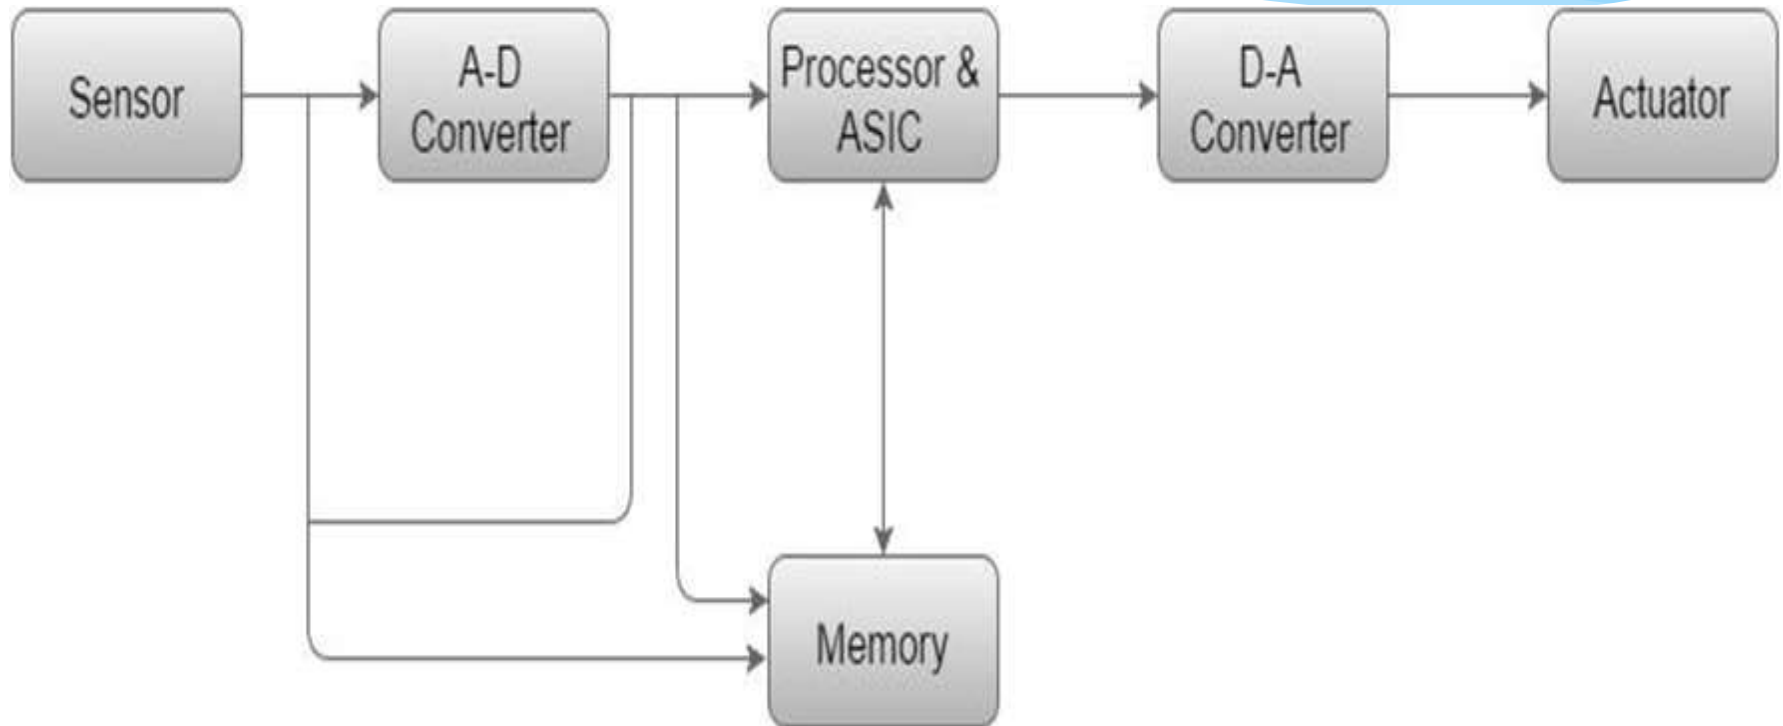 Sensor
A-D
Converter
Processor &
ASIC
D-A
Converter
Actuator
Memory